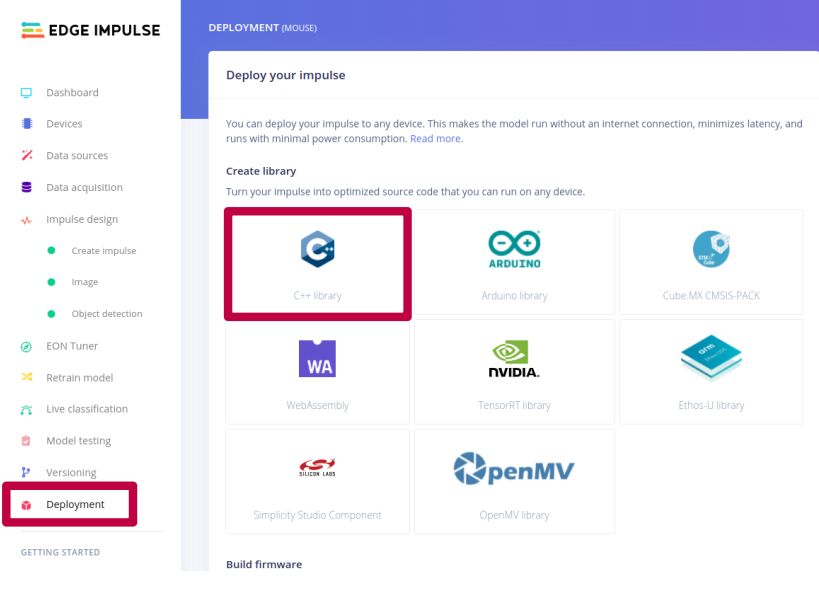 EDGE IMPULSE
Dashboard
Devices
Data sources
Data acquisition
Impulse design
Create impulse
Image
Object detection
EON Tuner
Retrain model
Live classification
Model testing
Versioning
Deployment
GETTING STARTED
DEPLOYMENT (MOUSE)
Deploy your impulse
You can deploy your impulse to any device. This makes the model run without an internet connection, minimizes latency, and
runs with minimal power consumption. Read more.
Create library
Turn your impulse into optimized source code that you can run on any device.
C++
C++ library
ARDUINO
Arduino library
STM32
Cube
Cube.MX CMSIS-PACK
WA
WebAssembly
NVIDIA.
TensorRT library
arm
Ethos-U library
SILICON LABS
Simplicity Studio Component
OpenMV
OpenMV library
Build firmware